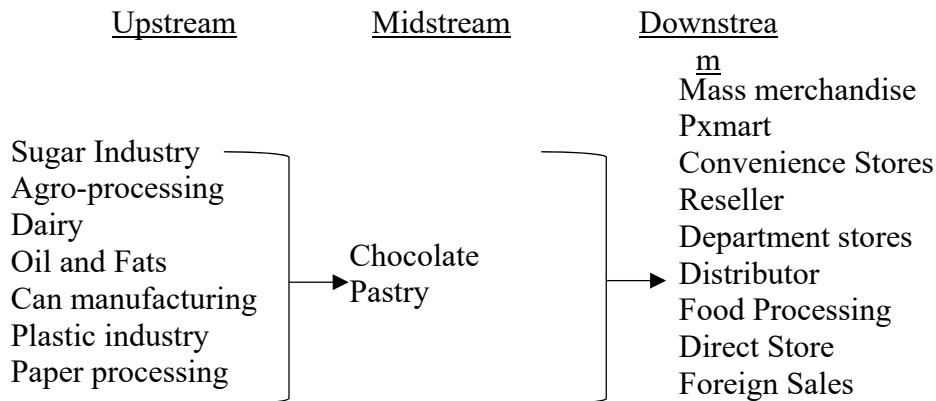 Upstream
Midstream
Downstrea
m
Sugar Industry
Agro-processing
Dairy
Oil and Fats
Can manufacturing
Plastic industry
Paper processing
Chocolate
Pastry
Mass merchandise
Pxmart
Convenience Stores
Reseller
Department stores
Distributor
Food Processing
Direct Store
Foreign Sales